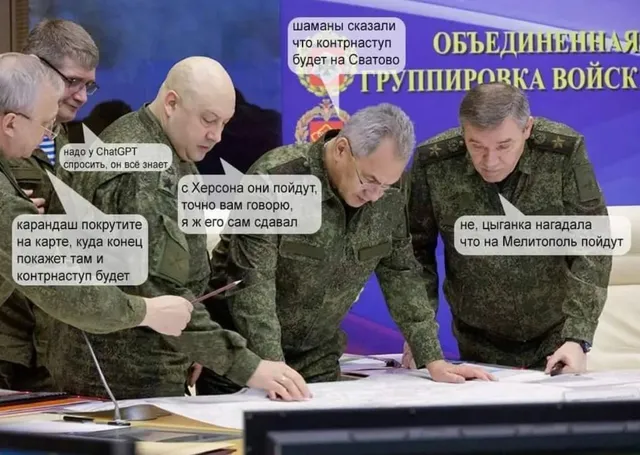 шаманы сказали
что контрнаступ
будет на Сватово
ОБЪЕДИНЕННАЯ
ГРУППИРОВКА ВОЙСК
надо у ChatGPT
спросить, он всё знает
с Херсона они пойдут,
точно вам говорю,
я ж его сам сдавал
карандаш покрутите
на карте, куда конец
покажет там и
контрнаступ будет
не, цыганка нагадала
что на Мелитополь пойдут